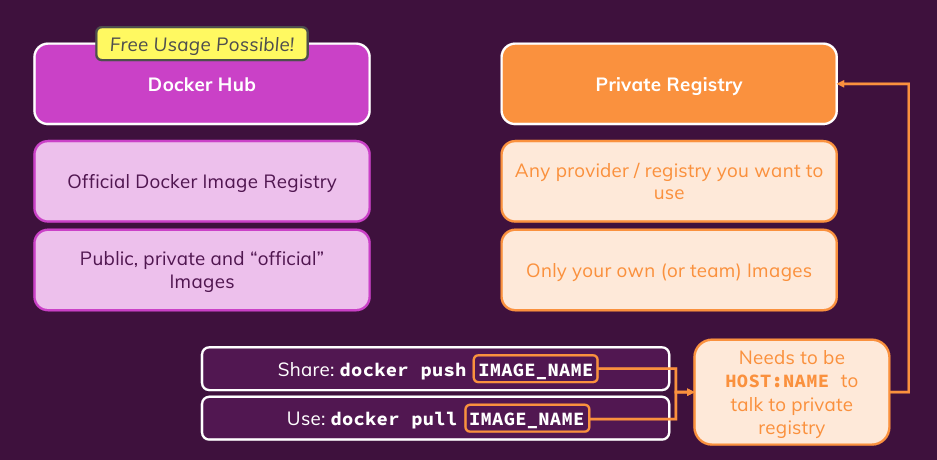 Free Usage Possible!
Docker Hub
Official Docker Image Registry
Public, private and “official”
Images
Private Registry
Any provider / registry you want to
use
Only your own (or team) Images
Share: docker push IMAGE_NAME
Use: docker pull IMAGE_NAME
Needs to be
HOST:NAME to
talk to private
registry